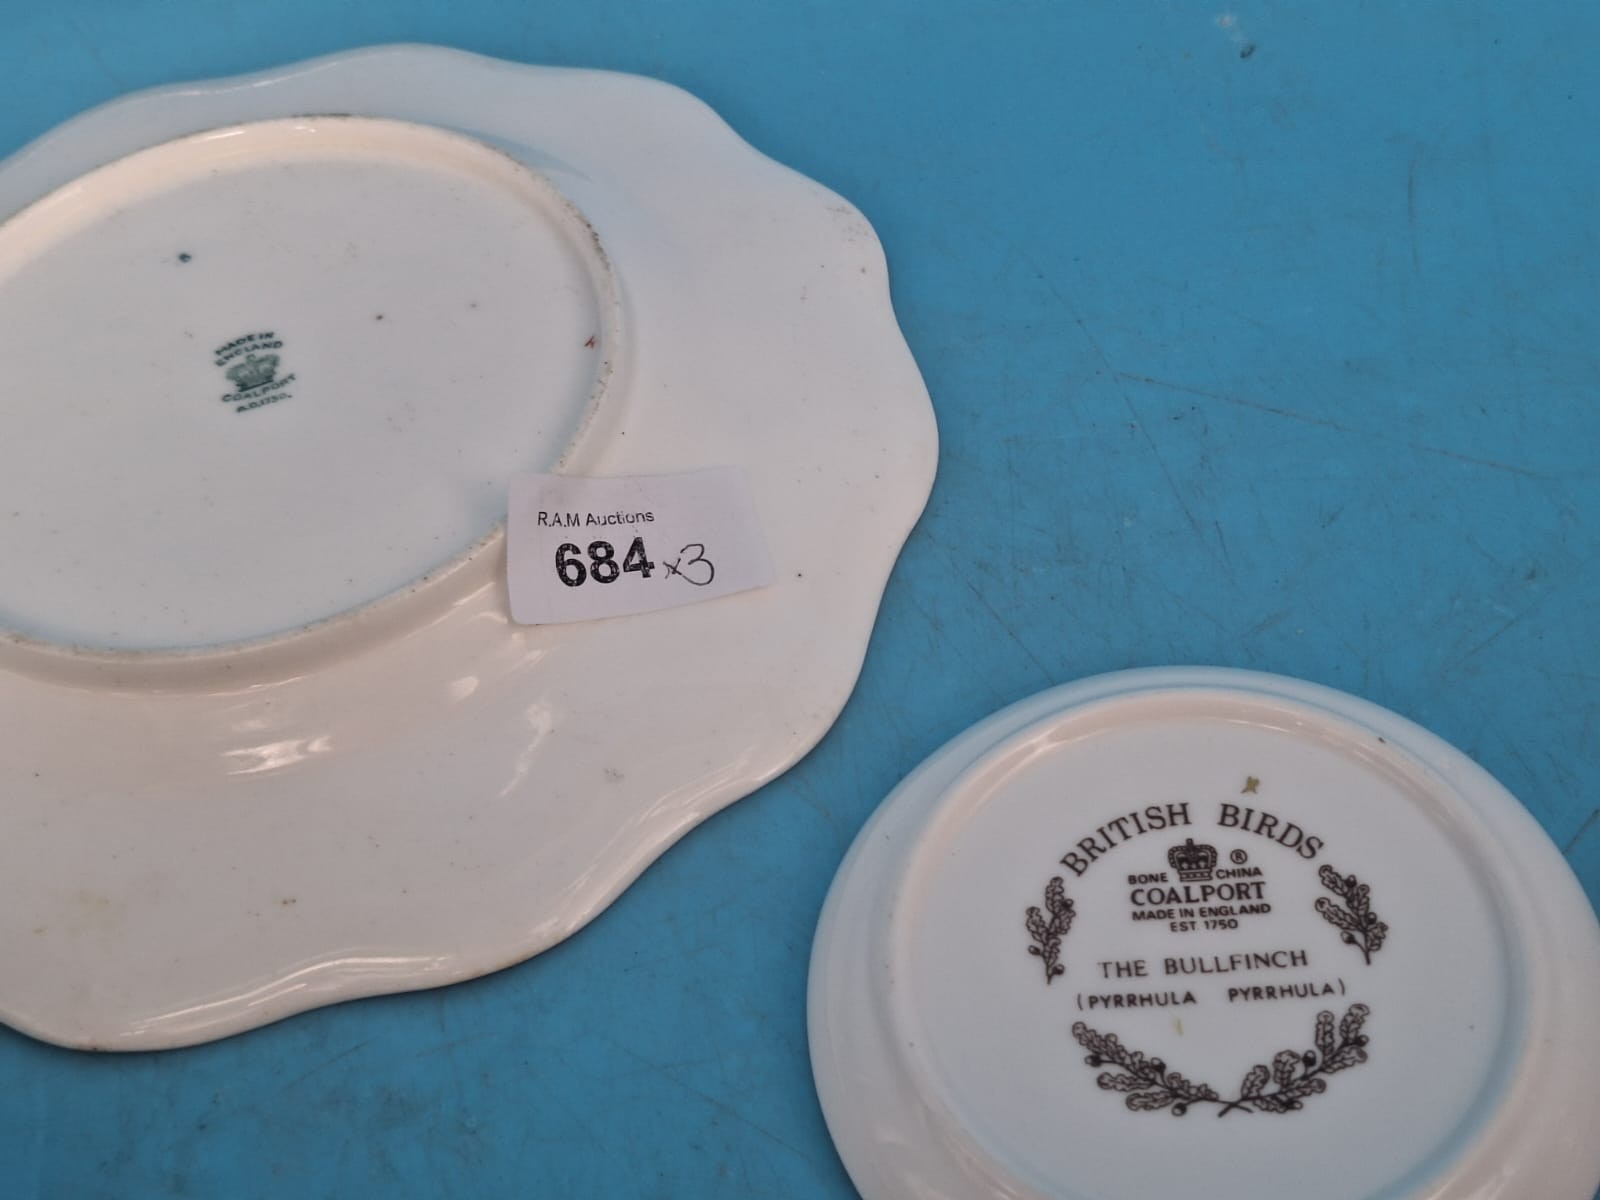 MADE IN
ENGLAND
COALPORT
A.D.1750.
R.A.M Auctions
684 x3
BRITISH BIRDS
®
BONE CHINA
COALPORT
MADE IN ENGLAND
EST. 1750
THE BULLFINCH
(PYRRHULA PYRRHULA)